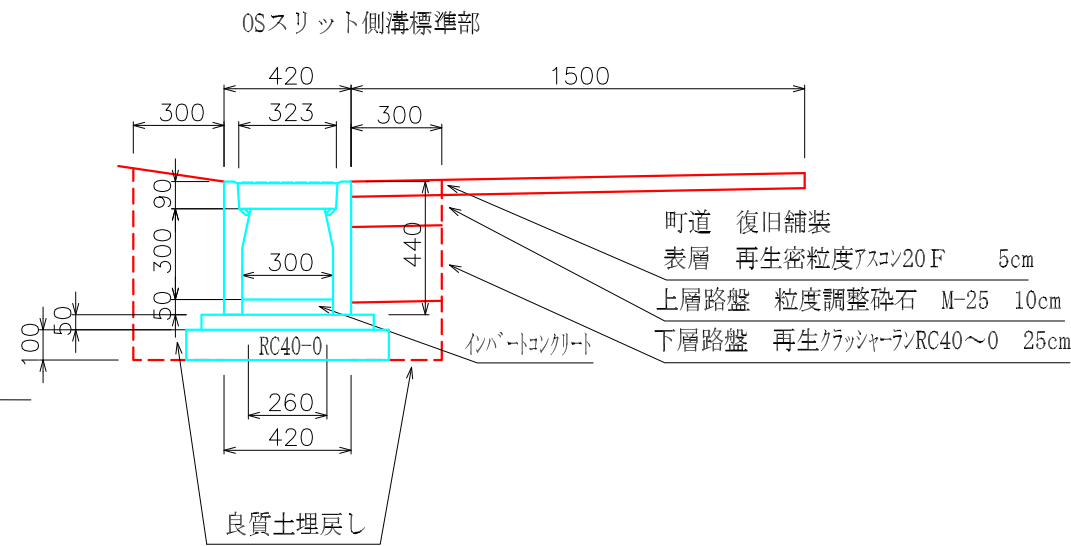 OSスリット側溝標準部
420
1500
300
323
300
90
300
50
440
300
町道 復旧舗装
表層 再生密粒度アスコン20F 5cm
上層路盤 粒度調整砕石 M-25 10cm
下層路盤 再生クラッシャーランRC40～0 25cm
50
100
RC40-0
インバートコンクリート
260
420
良質土埋戻し